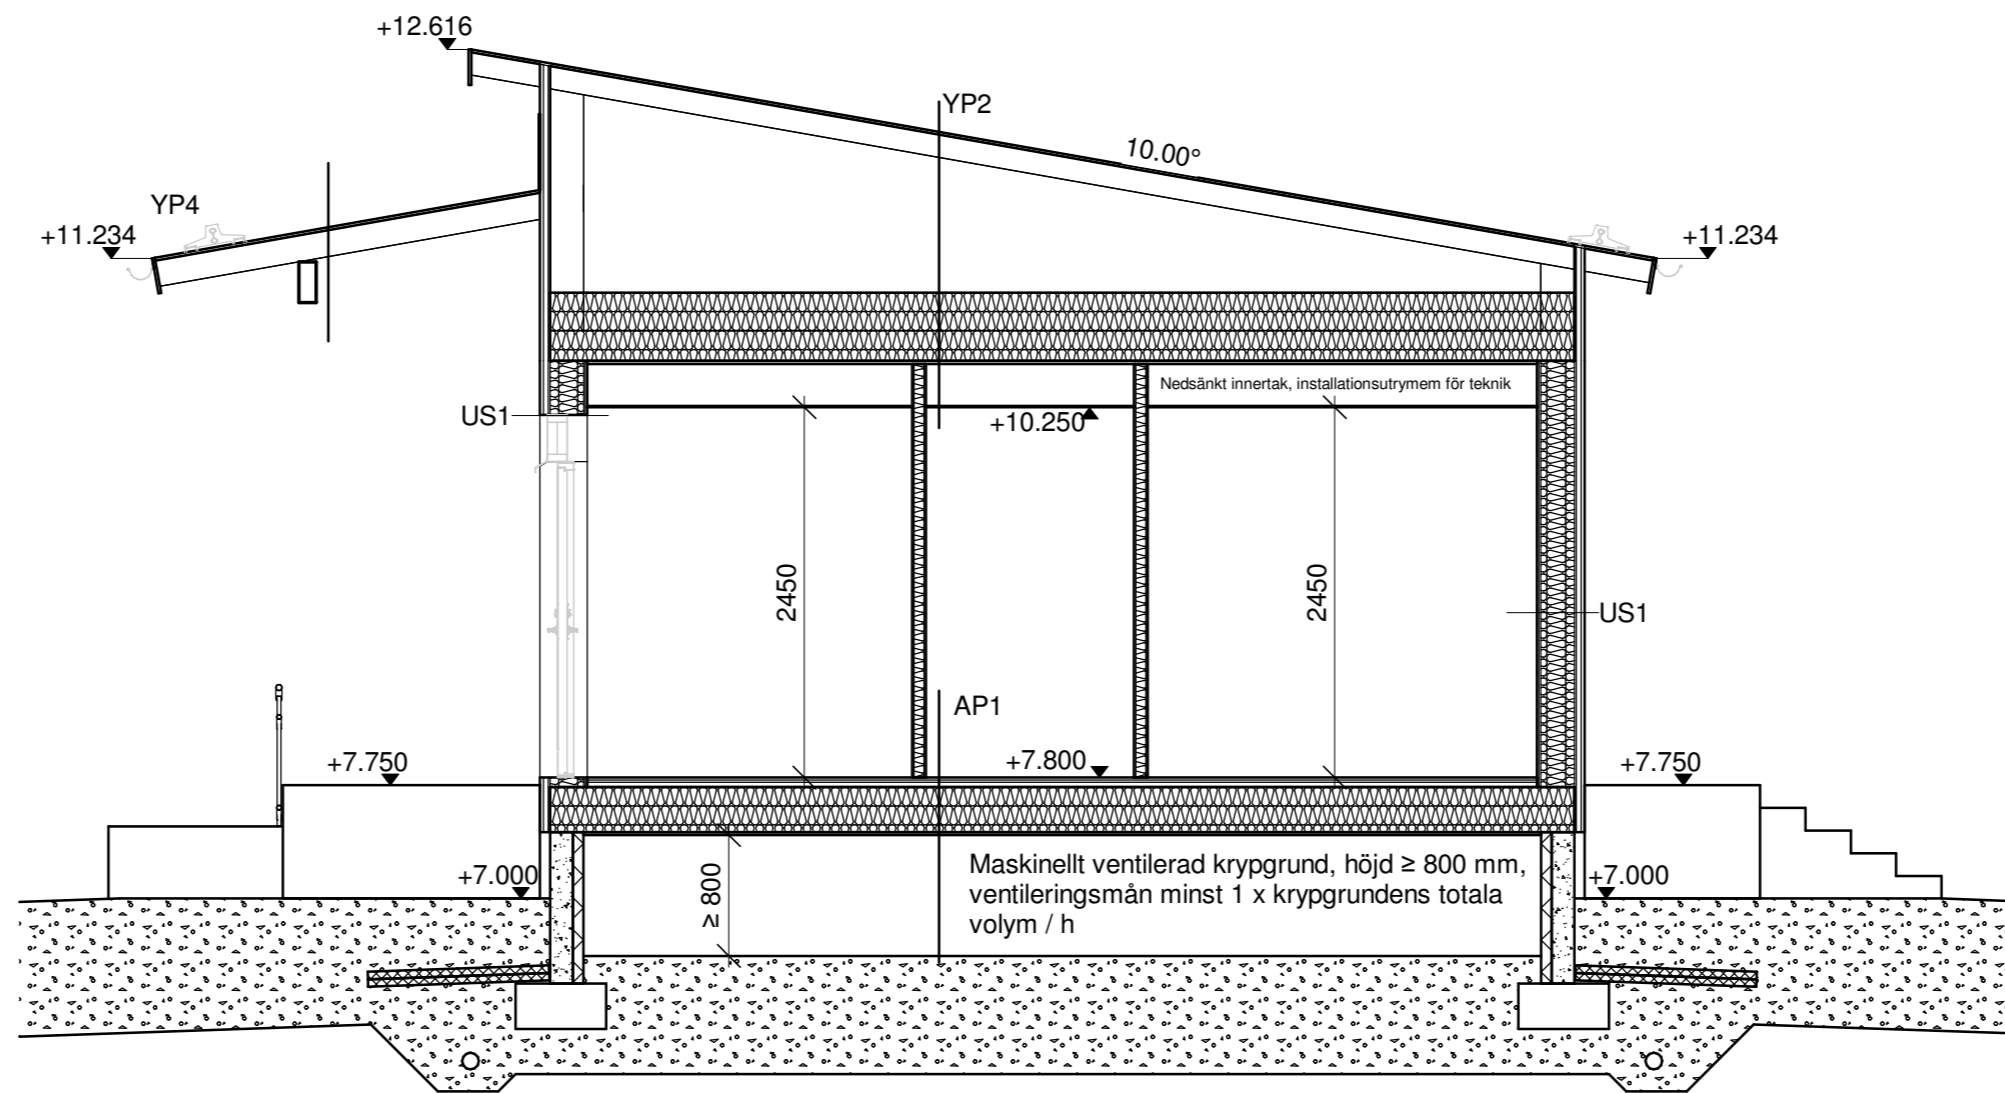 +12.616
YP2
10.00°
YP4
+11.234
+11.234
Nedsänkt innertak, installationsutrymem för teknik
US1
+10.250
2450
2450
US1
AP1
+7.750
+7.800
+7.750
≥ 800
Maskinellt ventilerad krypgrund, höjd ≥ 800 mm,
ventileringsmån minst 1 x krypgrundens totala
volym / h
+7.000
+7.000